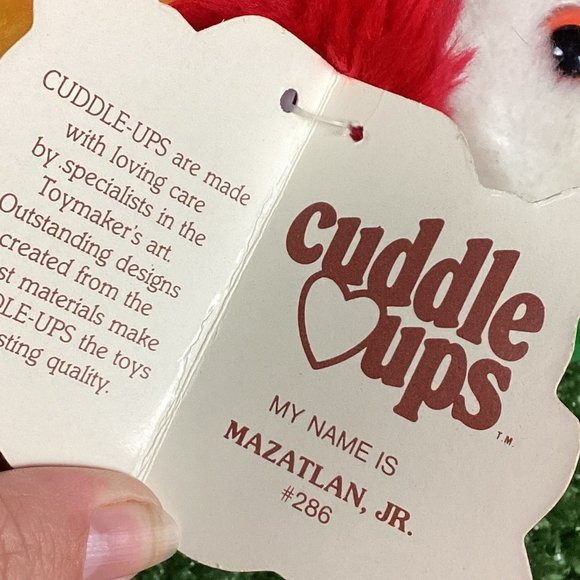 CUDDLE-UPS are made
with loving care
by specialists in the
Toymaker's art.
Outstanding designs
created from the
materials make
the toys
quality.
cuddle
ups
T.M.
MY NAME IS
MAZATLAN, JR.
#286